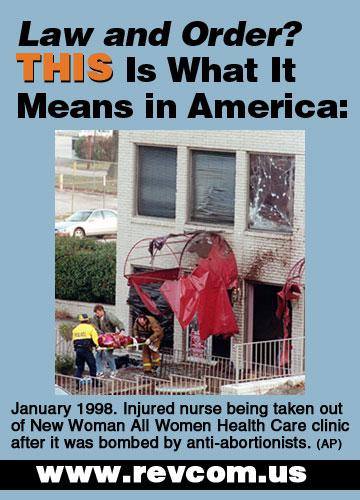 Law and Order?
THIS Is What It
Means in America:
January 1998. Injured nurse being taken out
of New Woman All Women Health Care clinic
after it was bombed by anti-abortionists. (AP)
www.revcom.us